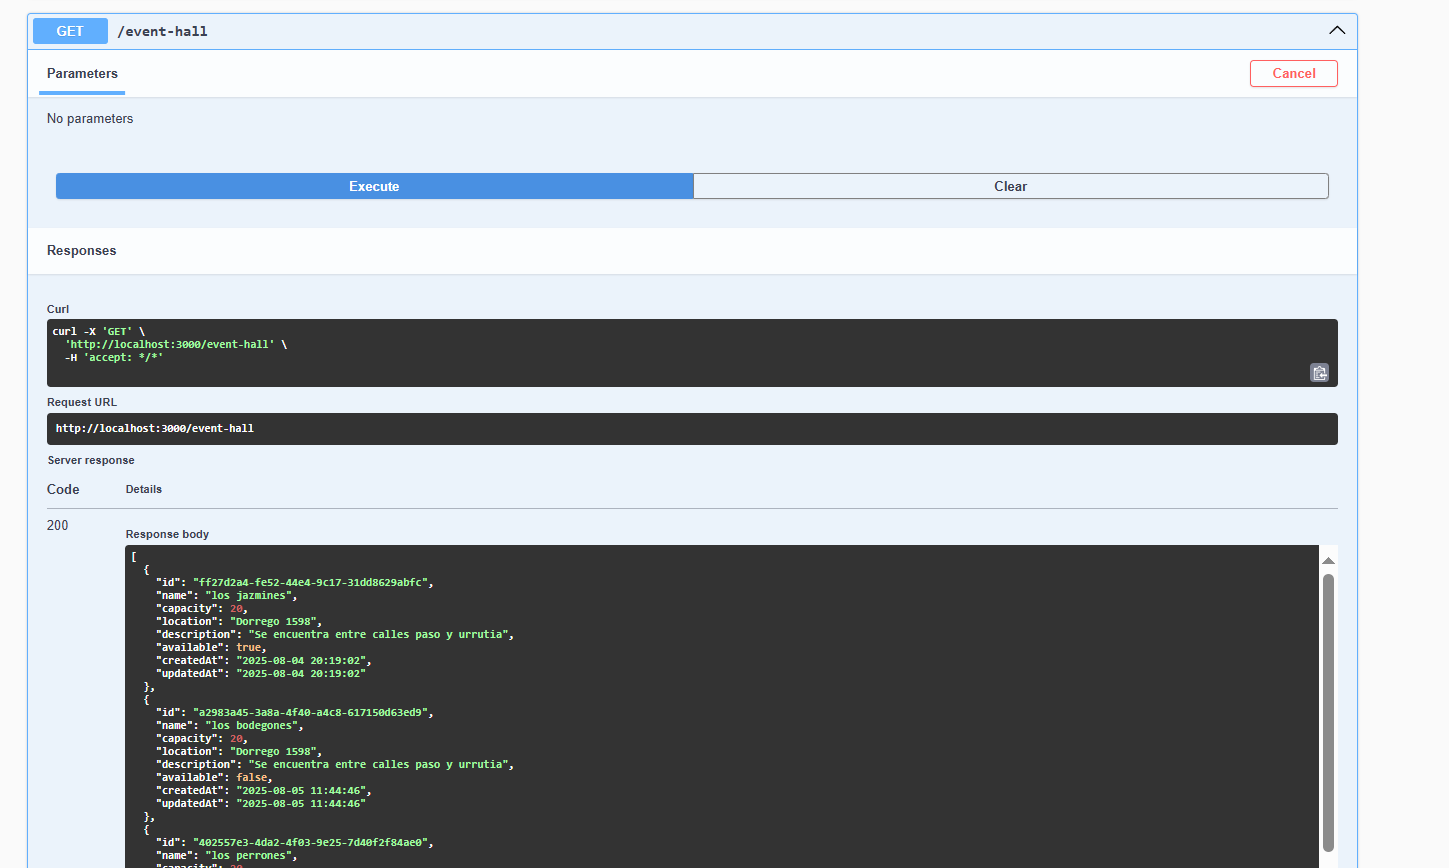 GET /event-hall
Parameters
Cancel
No parameters
Execute
Clear
Responses
Curl
curl -X 'GET' \
  'http://localhost:3000/event-hall' \
  -H 'accept: */*'
Request URL
http://localhost:3000/event-hall
Server response
Code Details
200
Response body
[
  {
    "id": "ff27d2a4-fe52-44e4-9c17-31dd8629abfc",
    "name": "los jazmines",
    "capacity": 20,
    "location": "Dorrego 1598",
    "description": "Se encuentra entre calles paso y urrutia",
    "available": true,
    "createdAt": "2025-08-04 20:19:02",
    "updatedAt": "2025-08-04 20:19:02"
  },
  {
    "id": "a2983a45-3a8a-4f40-a4c8-617150d63ed9",
    "name": "los bodegones",
    "capacity": 20,
    "location": "Dorrego 1598",
    "description": "Se encuentra entre calles paso y urrutia",
    "available": false,
    "createdAt": "2025-08-05 11:44:46",
    "updatedAt": "2025-08-05 11:44:46"
  },
  {
    "id": "402557e3-4da2-4f03-9e25-7d40f2f84ae0",
    "name": "los perrones",